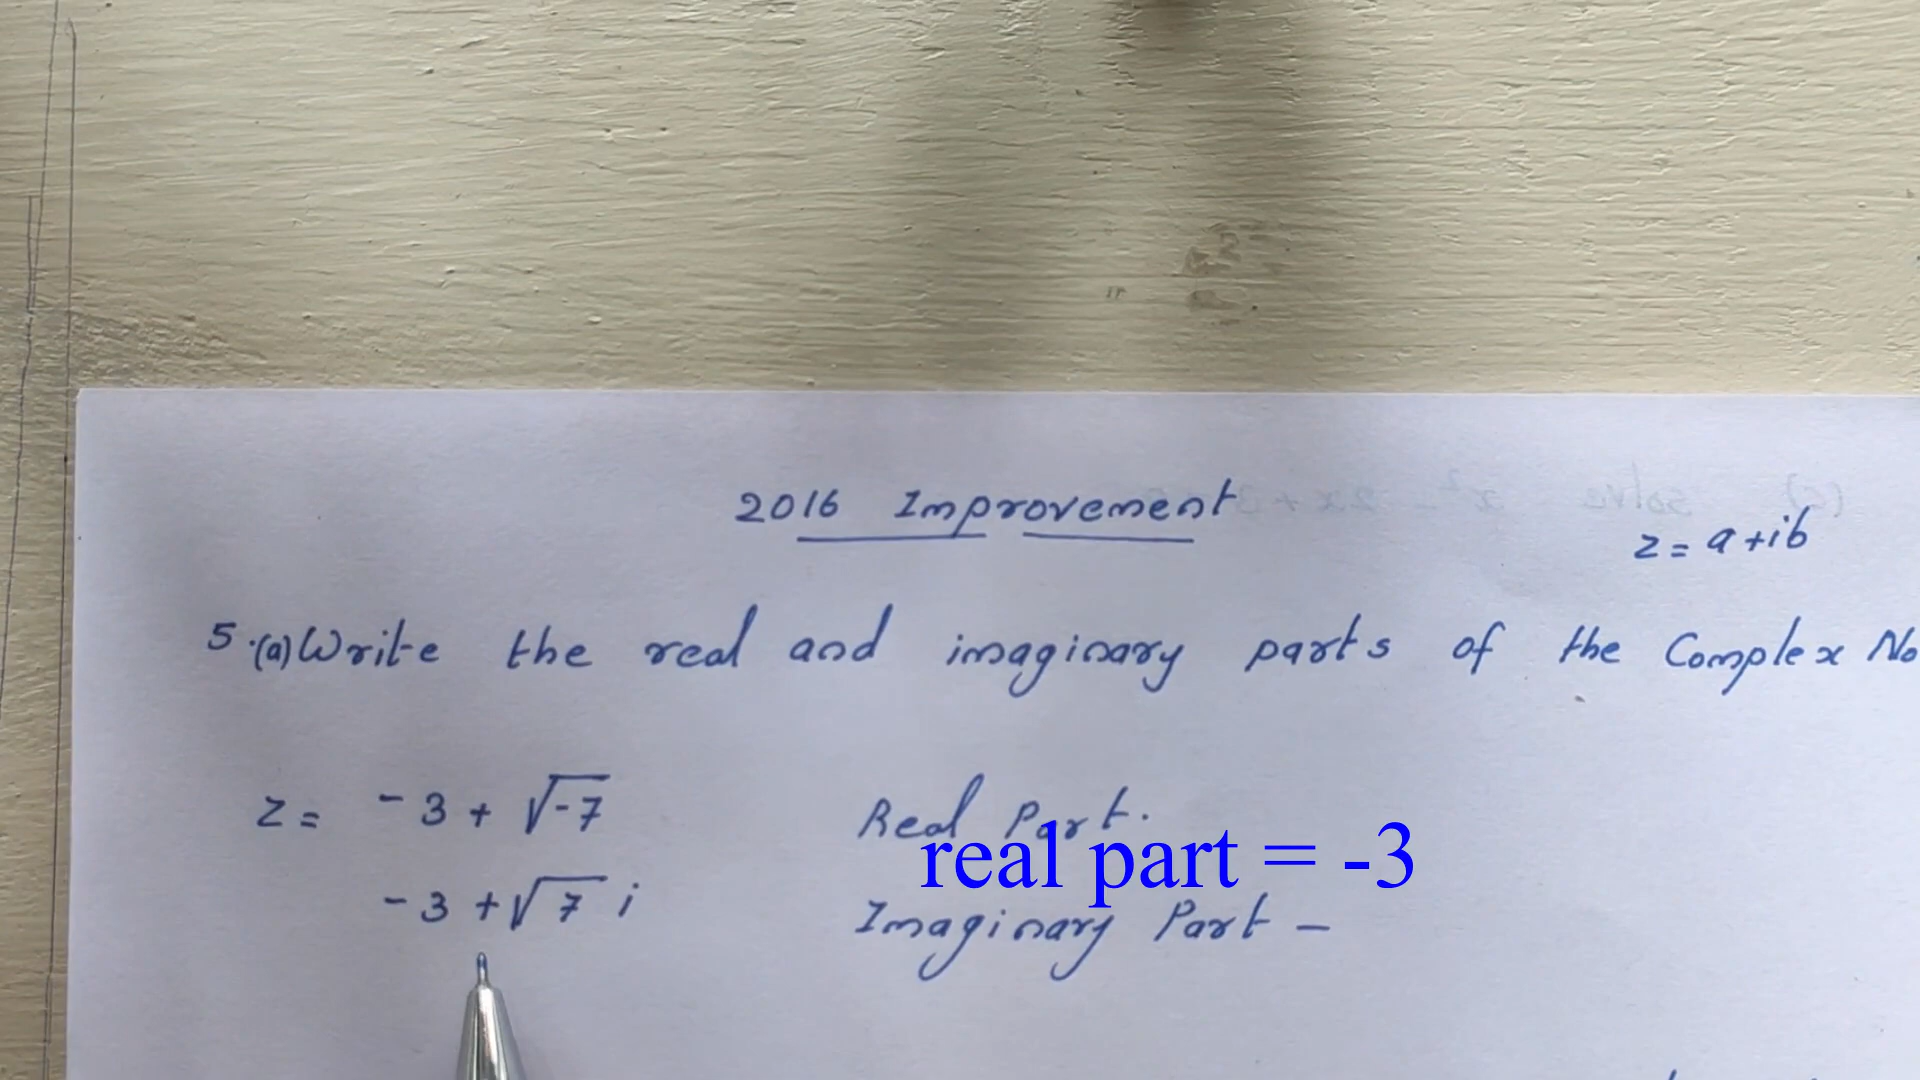 2016 Improvement
z = a + ib
5.(a) Write the real and imaginary parts of the Complex No
z = -3 + √-7
Real Part.
real part = -3
-3 + √7 i
Imaginary Part -